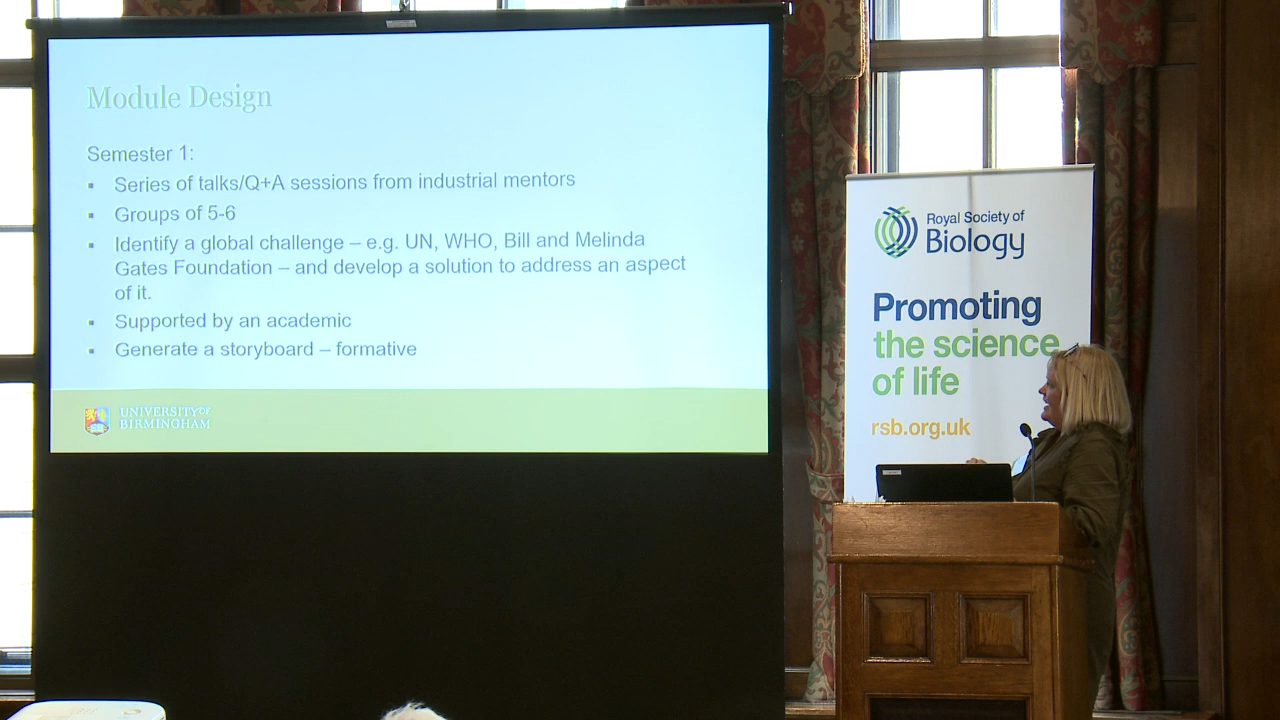 Module Design
Semester 1:
▪ Series of talks/Q+A sessions from industrial mentors
▪ Groups of 5-6
▪ Identify a global challenge – e.g. UN, WHO, Bill and Melinda
Gates Foundation – and develop a solution to address an aspect
of it.
▪ Supported by an academic
▪ Generate a storyboard – formative
UNIVERSITY OF
BIRMINGHAM
Royal Society of
Biology
Promoting
the science
of life
rsb.org.uk